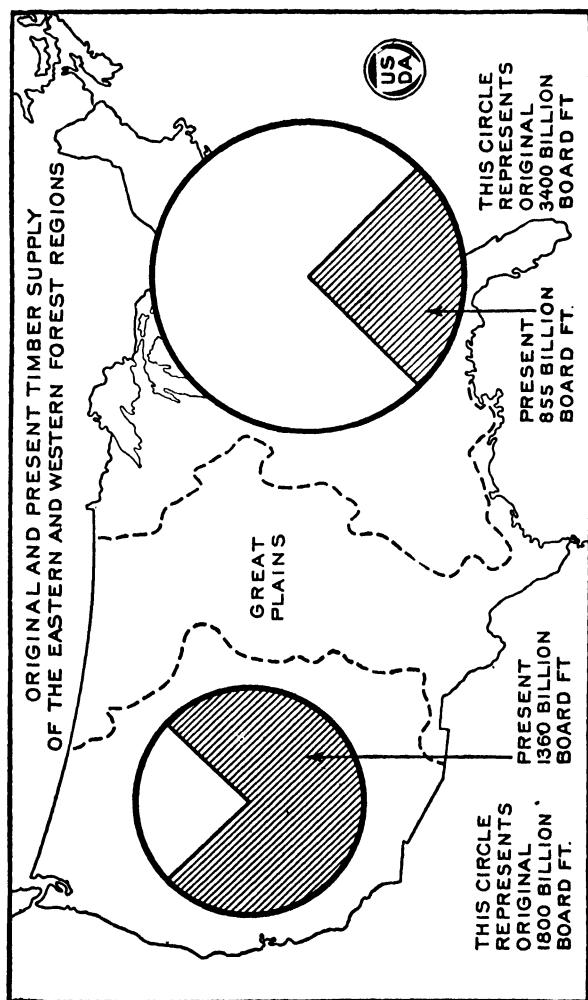 ORIGINAL AND PRESENT TIMBER SUPPLY
OF THE EASTERN AND WESTERN FOREST REGIONS
US
DA
GREAT
PLAINS
THIS CIRCLE
REPRESENTS
ORIGINAL
1800 BILLION
BOARD FT.
PRESENT
1360 BILLION
BOARD FT
PRESENT
855 BILLION
BOARD FT.
THIS CIRCLE
REPRESENTS
ORIGINAL
3400 BILLION
BOARD FT